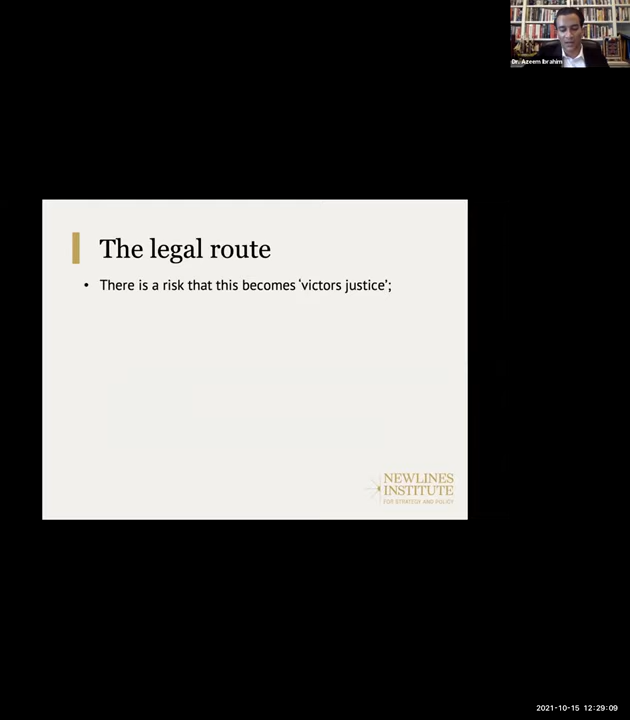 Dr. Azeem Ibrahim
The legal route
• There is a risk that this becomes ‘victors justice’;
NEWLINES
INSTITUTE
FOR STRATEGY AND POLICY
2021-10-15 12:29:09